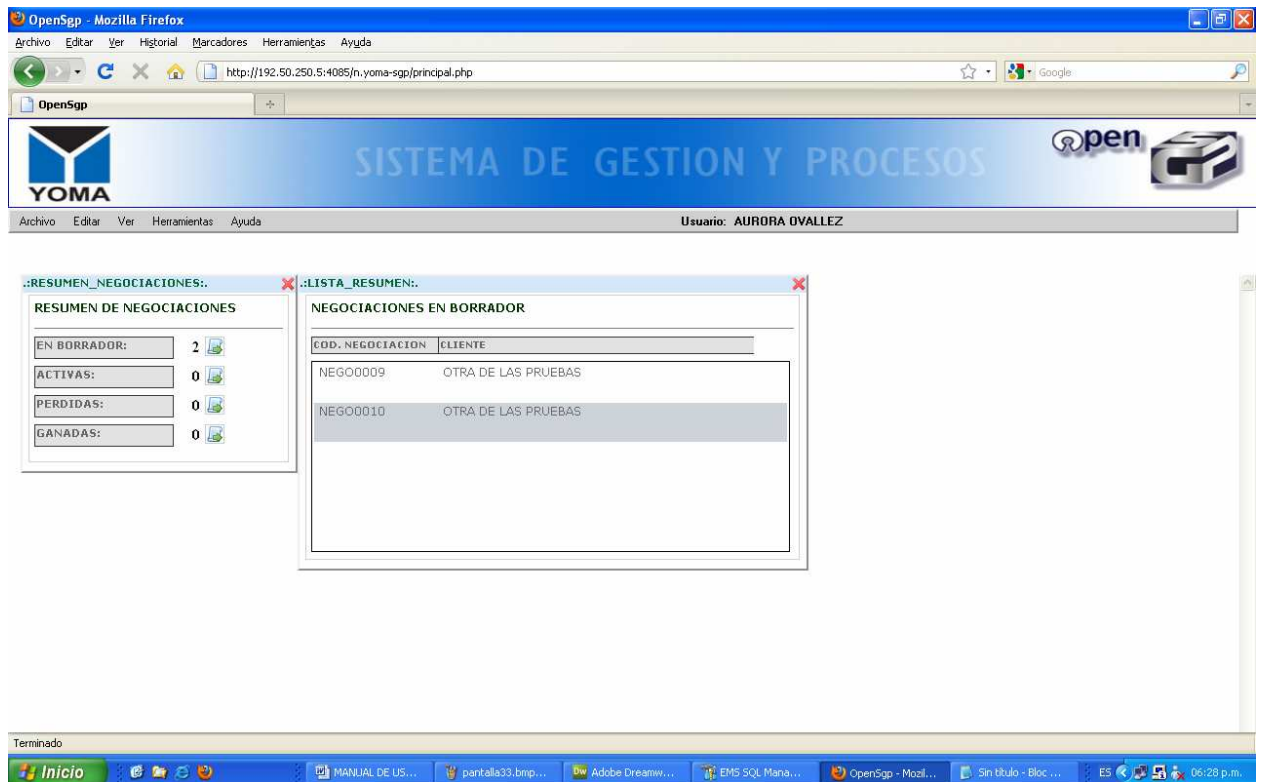 OpenSgp - Mozilla Firefox
Archivo Editar Ver Historial Marcadores Herramientas Ayuda
http://192.50.250.5:4085/n.yoma-sgp/principal.php
Google
OpenSgp
YOMA
SISTEMA DE GESTION Y PROCESOS
open
Archivo Editar Ver Herramientas Ayuda
Usuario: AURORA OVALLEZ
.:RESUMEN_NEGOCIACIONES:.
RESUMEN DE NEGOCIACIONES
EN BORRADOR: 2
ACTIVAS: 0
PERDIDAS: 0
GANADAS: 0
.:LISTA_RESUMEN:.
NEGOCIACIONES EN BORRADOR
COD. NEGOCIACION CLIENTE
NEGO0009 OTRA DE LAS PRUEBAS
NEGO0010 OTRA DE LAS PRUEBAS
Terminado
Inicio
MANUAL DE US...
pantalla33.bmp...
Adobe Dreamw...
EMS SQL Mana...
OpenSgp - Mozil...
Sin título - Bloc ...
ES
06:28 p.m.